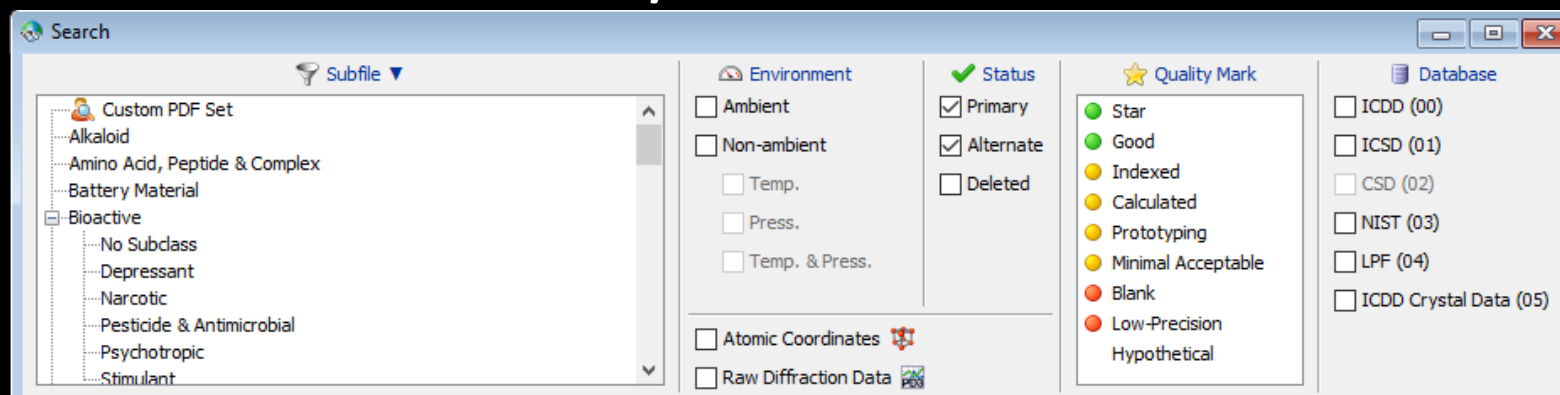 Search
Subfile ▼
Custom PDF Set
Alkaloid
Amino Acid, Peptide & Complex
Battery Material
Bioactive
No Subclass
Depressant
Narcotic
Pesticide & Antimicrobial
Psychotropic
Stimulant
Environment
Ambient
Non-ambient
Temp.
Press.
Temp. & Press.
Status
Primary
Alternate
Deleted
Atomic Coordinates
Raw Diffraction Data PD3
Quality Mark
Star
Good
Indexed
Calculated
Prototyping
Minimal Acceptable
Blank
Low-Precision
Hypothetical
Database
ICDD (00)
ICSD (01)
CSD (02)
NIST (03)
LPF (04)
ICDD Crystal Data (05)